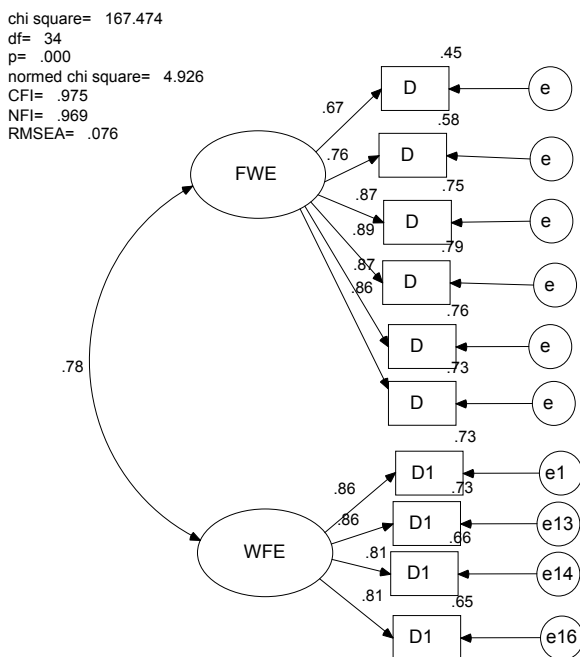 chi square= 167.474
df= 34
p= .000
normed chi square= 4.926
CFI= .975
NFI= .969
RMSEA= .076
.45
D
e
.67
.58
D
e
.76
FWE
.75
D
e
.87
.89
.79
D
e
.87
.86
.76
D
e
.73
D
e
.78
.73
D1
e1
.86
.73
D1
e13
.86
WFE
.66
D1
e14
.81
.65
.81
D1
e16